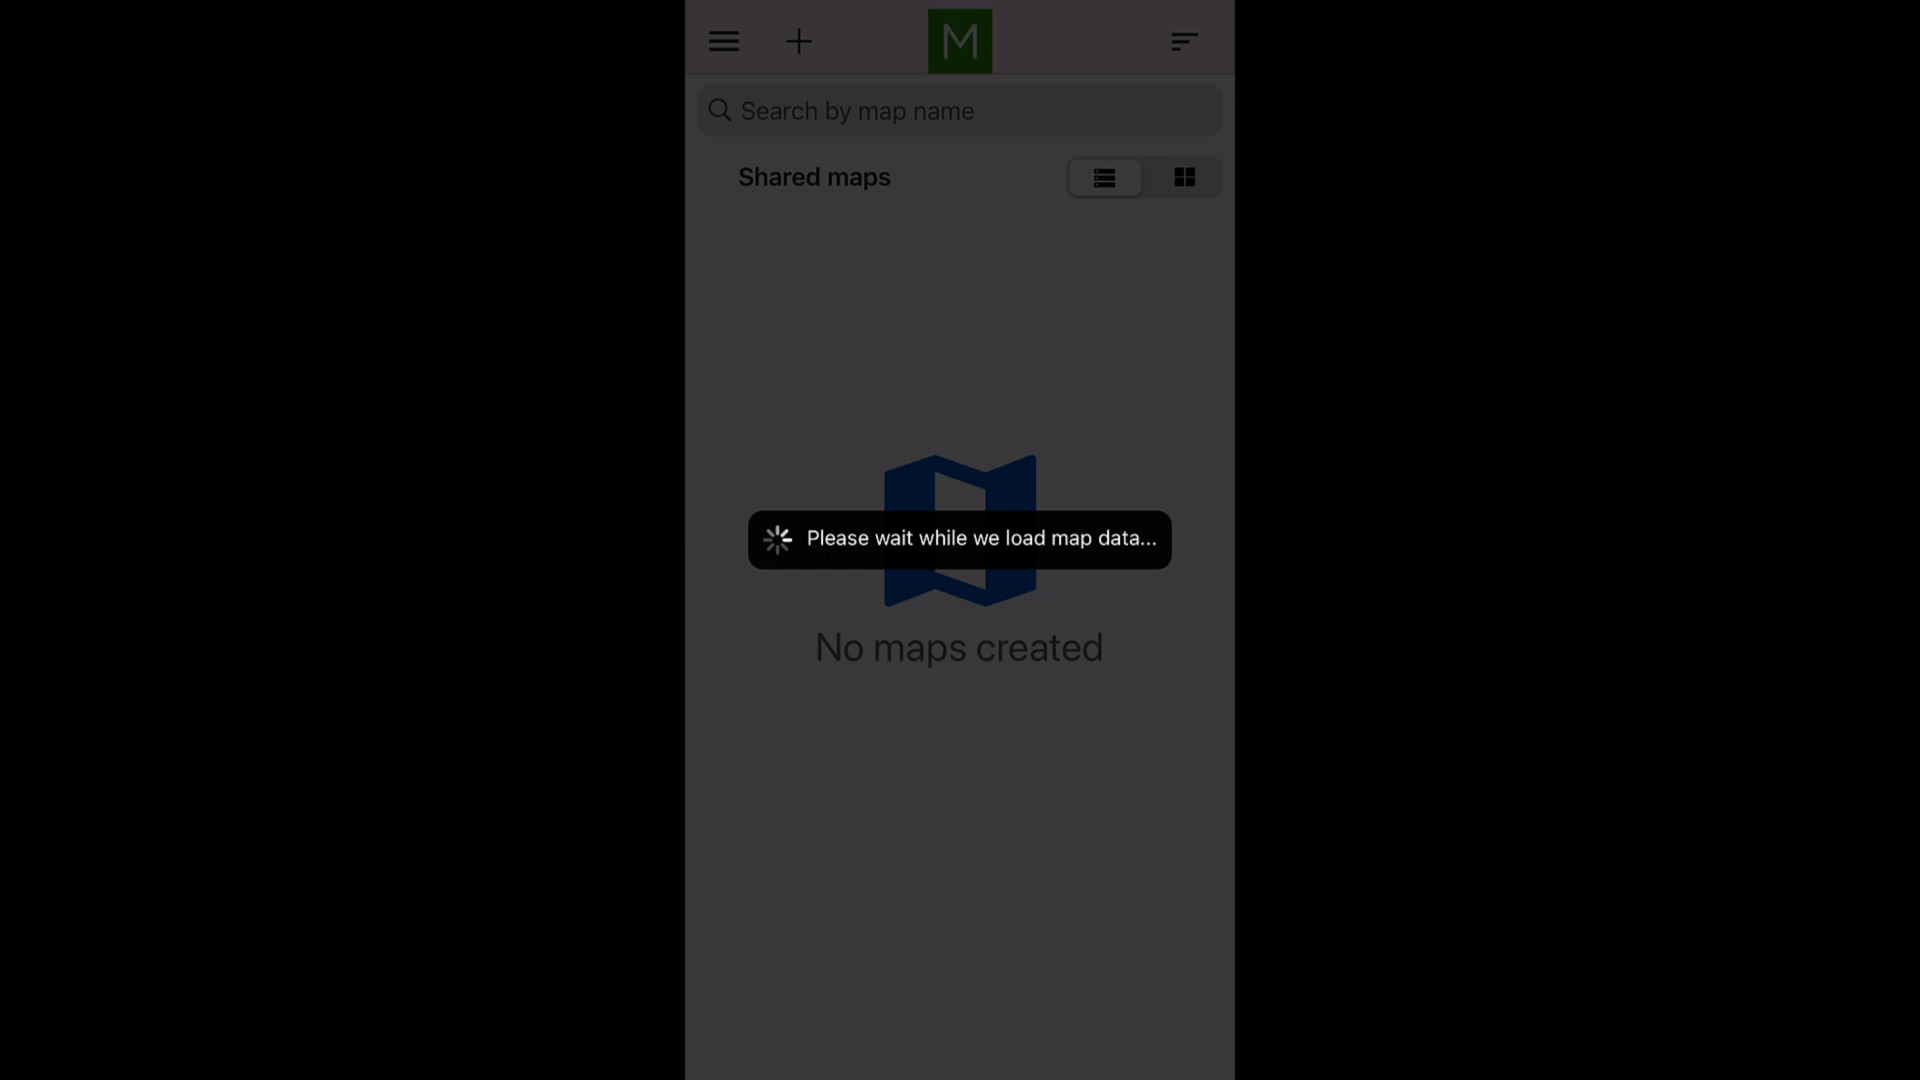 M
Search by map name
Shared maps
Please wait while we load map data...
No maps created